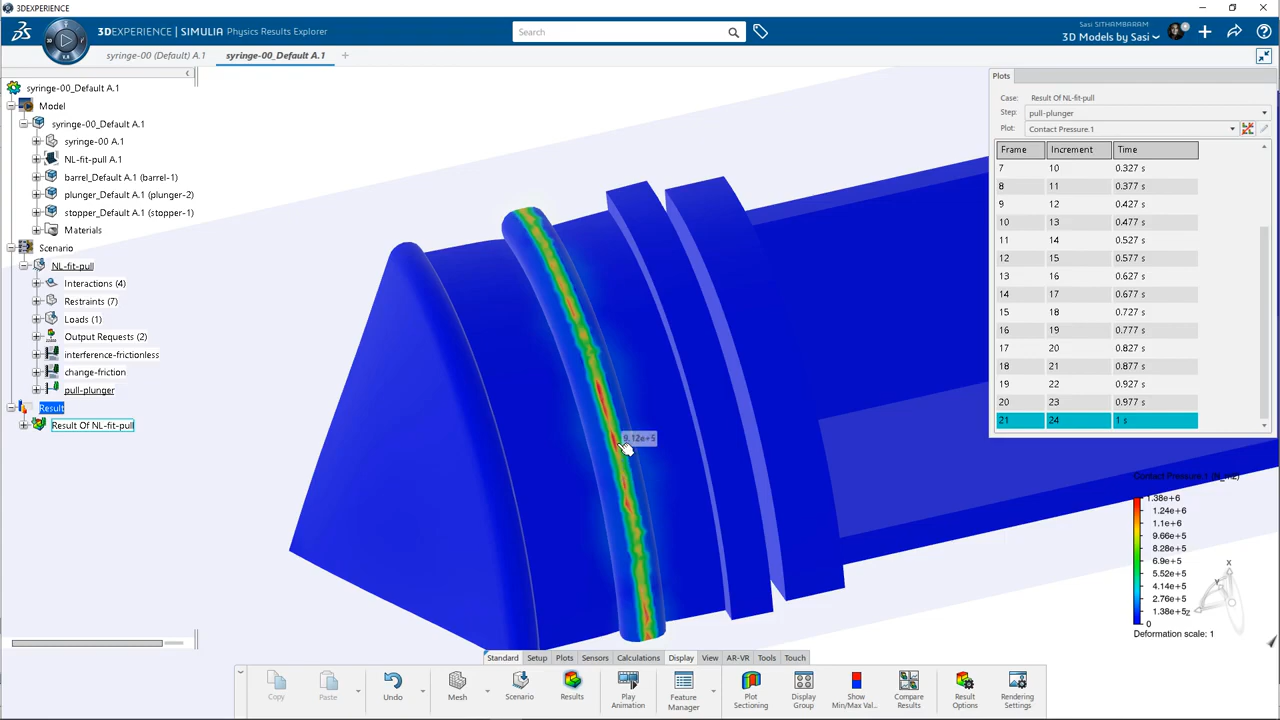 3DEXPERIENCE
3DEXPERIENCE | SIMULIA Physics Results Explorer
Search
Sasi SITHAMBARAM
3D Models by Sasi
syringe-00 (Default) A.1
syringe-00_Default A.1
syringe-00_Default A.1
Model
syringe-00_Default A.1
syringe-00 A.1
NL-fit-pull A.1
barrel_Default A.1 (barrel-1)
plunger_Default A.1 (plunger-2)
stopper_Default A.1 (stopper-1)
Materials
Scenario
NL-fit-pull
Interactions (4)
Restraints (7)
Loads (1)
Output Requests (2)
interference-frictionless
change-friction
pull-plunger
Result
Result Of NL-fit-pull
9.12e+5
Plots
Case: Result Of NL-fit-pull
Step: pull-plunger
Plot: Contact Pressure.1
Frame Increment Time
7 10 0.327 s
8 11 0.377 s
9 12 0.427 s
10 13 0.477 s
11 14 0.527 s
12 15 0.577 s
13 16 0.627 s
14 17 0.677 s
15 18 0.727 s
16 19 0.777 s
17 20 0.827 s
18 21 0.877 s
19 22 0.927 s
20 23 0.977 s
21 24 1 s
Contact Pressure.1 (N_m2)
1.38e+6
1.24e+6
1.1e+6
9.66e+5
8.28e+5
6.9e+5
5.52e+5
4.14e+5
2.76e+5
1.38e+5
0
Deformation scale: 1
X
Y
Z
Standard Setup Plots Sensors Calculations Display View AR-VR Tools Touch
Copy
Paste
Undo
Mesh
Scenario
Results
Play Animation
Feature Manager
Plot Sectioning
Display Group
Show Min/Max Val...
Compare Results
Result Options
Rendering Settings